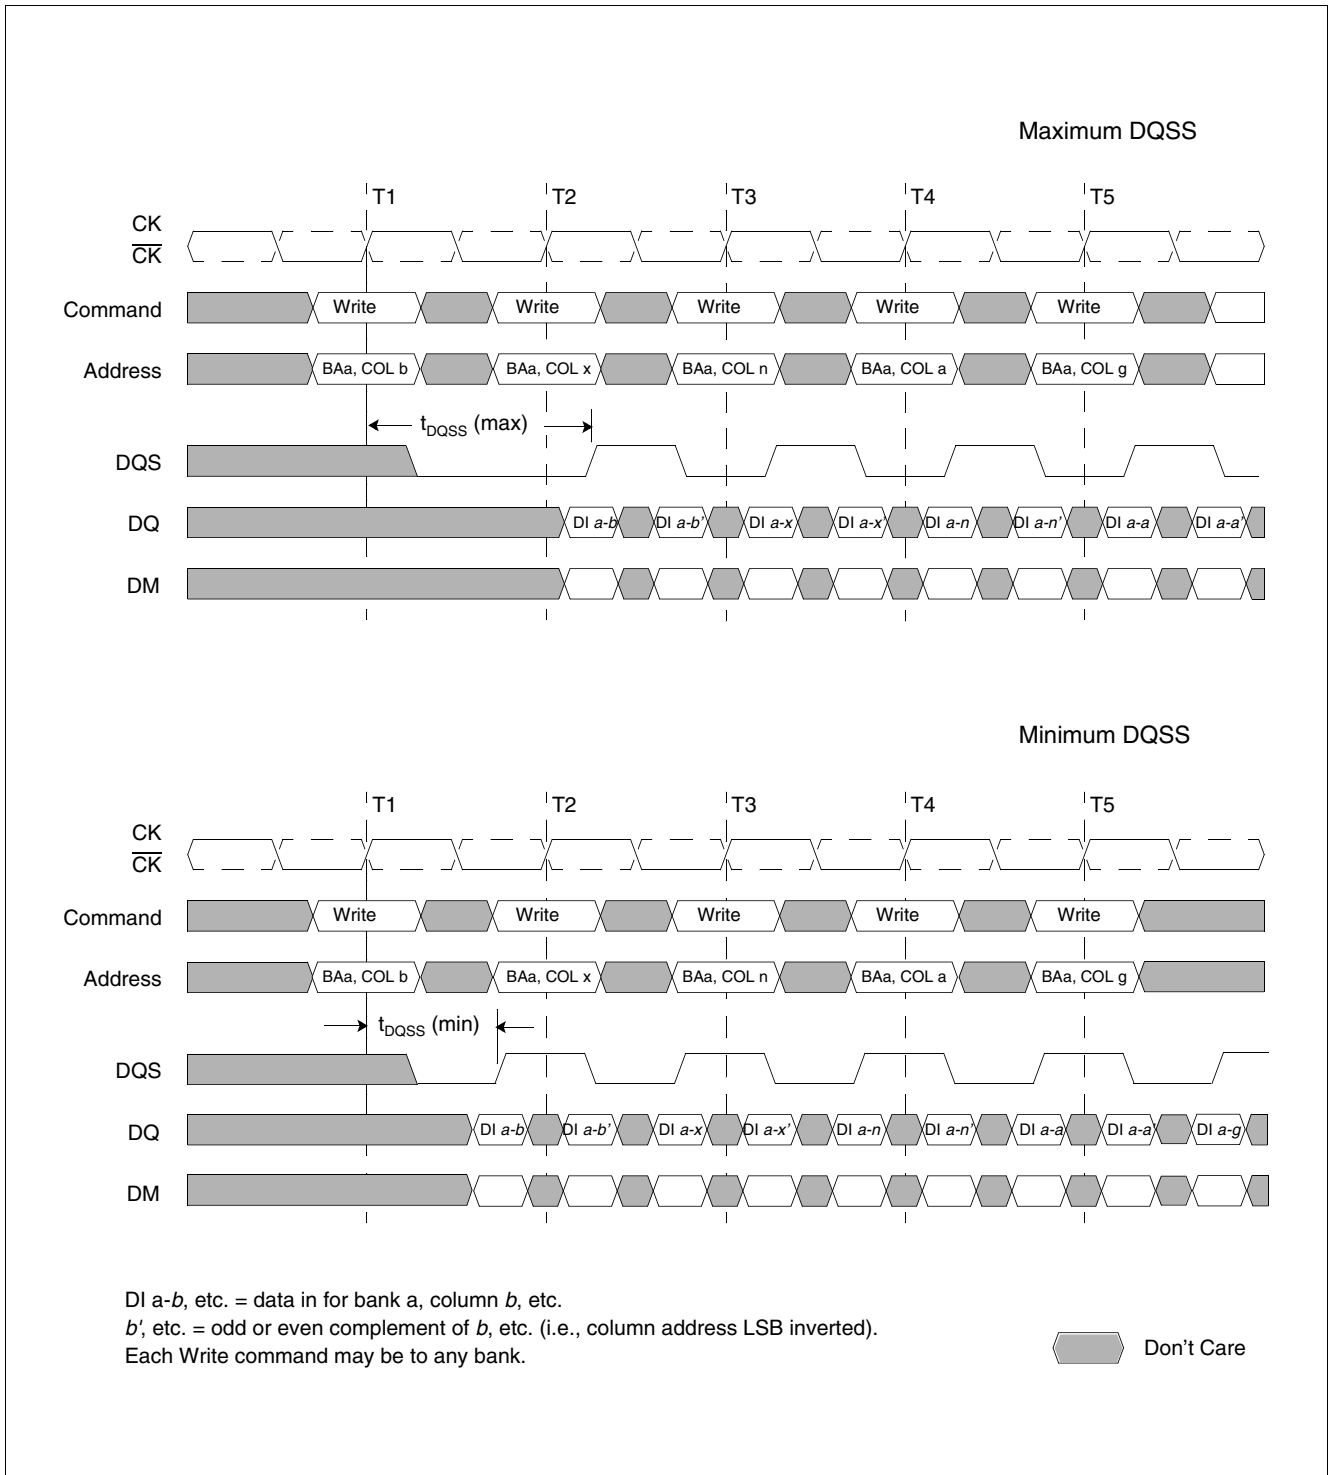 Maximum DQSS
T1 T2 T3 T4 T5
CK
CK
Command Write Write Write Write Write
Address BAa, COL b BAa, COL x BAa, COL n BAa, COL a BAa, COL g
tDQSS (max)
DQS
DQ DI a-b DI a-b' DI a-x DI a-x' DI a-n DI a-n' DI a-a DI a-a'
DM
Minimum DQSS
T1 T2 T3 T4 T5
CK
CK
Command Write Write Write Write Write
Address BAa, COL b BAa, COL x BAa, COL n BAa, COL a BAa, COL g
tDQSS (min)
DQS
DQ DI a-b DI a-b' DI a-x DI a-x' DI a-n DI a-n' DI a-a DI a-a' DI a-g
DM
DI a-b, etc. = data in for bank a, column b, etc.
b', etc. = odd or even complement of b, etc. (i.e., column address LSB inverted).
Each Write command may be to any bank.
Don't Care